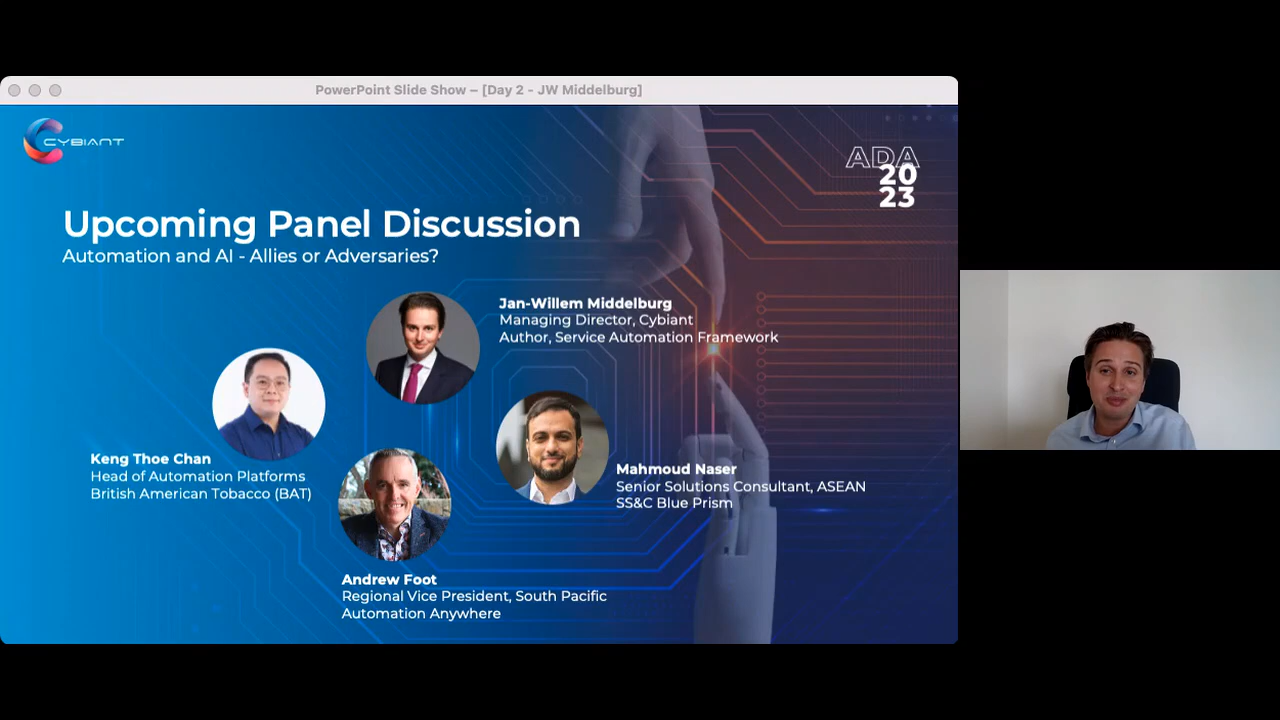 PowerPoint Slide Show – [Day 2 - JW Middelburg]
CYBIANT
ADA
20
23
Upcoming Panel Discussion
Automation and AI - Allies or Adversaries?
Jan-Willem Middelburg
Managing Director, Cybiant
Author, Service Automation Framework
Keng Thoe Chan
Head of Automation Platforms
British American Tobacco (BAT)
Mahmoud Naser
Senior Solutions Consultant, ASEAN
SS&C Blue Prism
Andrew Foot
Regional Vice President, South Pacific
Automation Anywhere